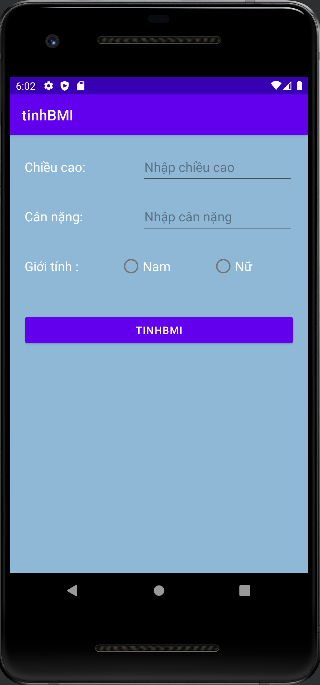 6:02
tinhBMI
Chiều cao: Nhập chiều cao
Cân nặng: Nhập cân nặng
Giới tính : Nam Nữ
TINHBMI